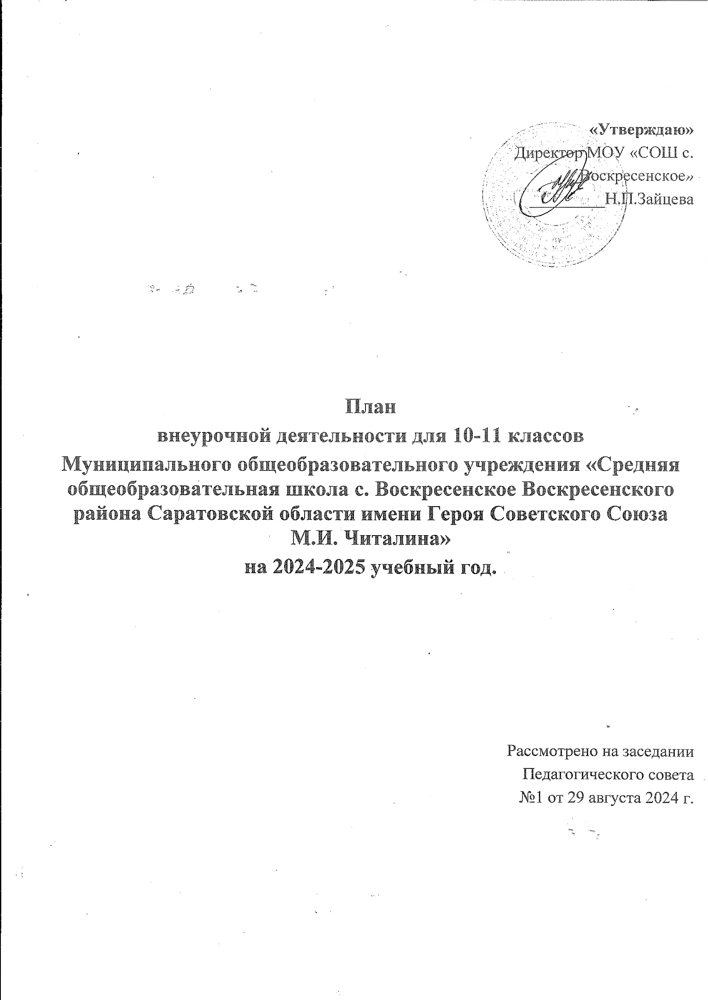 «Утверждаю»
Директор МОУ «СОШ с.
Воскресенское»
Н.П.Зайцева
План
внеурочной деятельности для 10-11 классов
Муниципального общеобразовательного учреждения «Средняя
общеобразовательная школа с. Воскресенское Воскресенского
района Саратовской области имени Героя Советского Союза
М.И. Читалина»
на 2024-2025 учебный год.
Рассмотрено на заседании
Педагогического совета
№1 от 29 августа 2024 г.